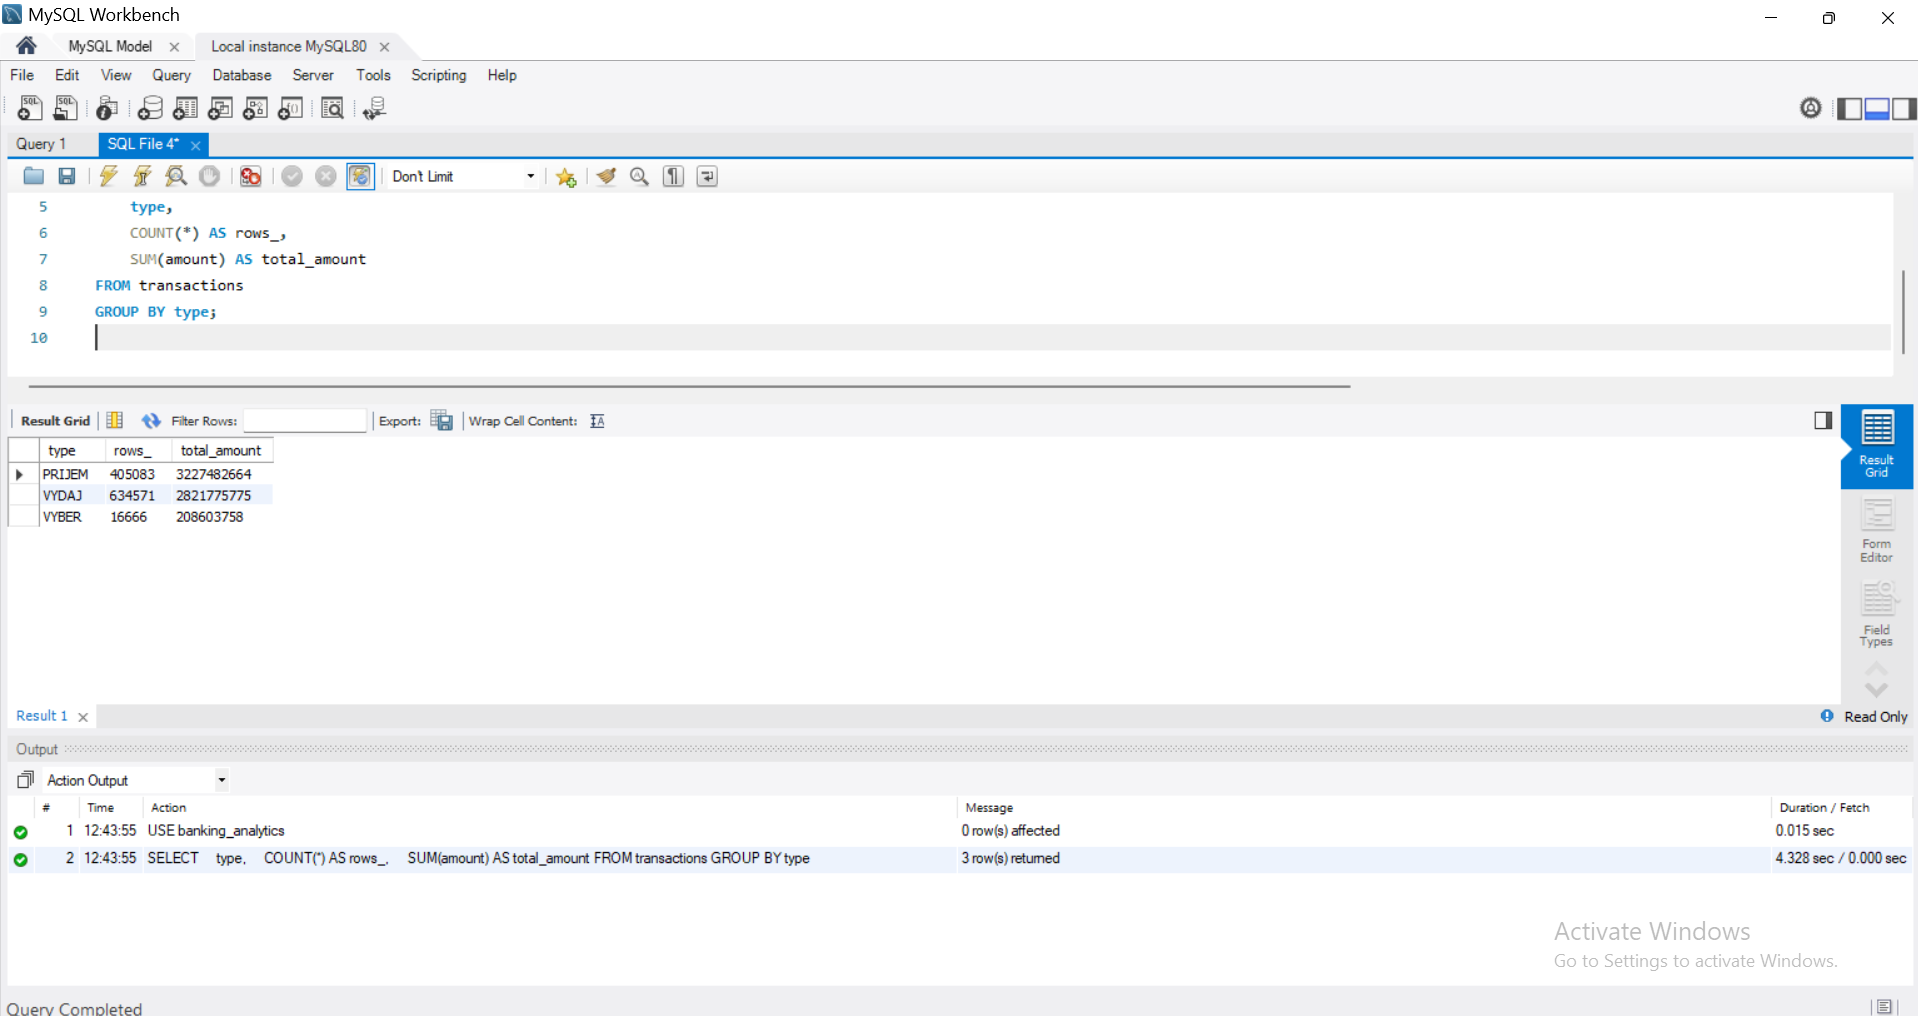 MySQL Workbench
MySQL Model
Local instance MySQL80
File Edit View Query Database Server Tools Scripting Help
Query 1
SQL File 4*
Don't Limit
5 type,
6 COUNT(*) AS rows_,
7 SUM(amount) AS total_amount
8 FROM transactions
9 GROUP BY type;
10
Result Grid Filter Rows: Export: Wrap Cell Content:
type rows_ total_amount
PRIJEM 405083 3227482664
VYDAJ 634571 2821775775
VYBER 16666 208603758
Result Grid
Form Editor
Field Types
Result 1
Read Only
Output
Action Output
# Time Action Message Duration / Fetch
1 12:43:55 USE banking_analytics 0 row(s) affected 0.015 sec
2 12:43:55 SELECT type, COUNT(*) AS rows_, SUM(amount) AS total_amount FROM transactions GROUP BY type 3 row(s) returned 4.328 sec / 0.000 sec
Activate Windows
Go to Settings to activate Windows.
Query Completed